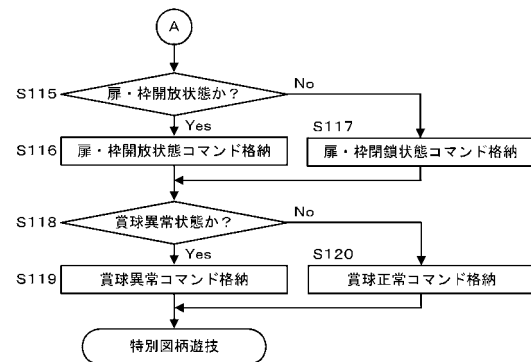 A
S115
扉・枠開放状態か?
No
Yes
S116
扉・枠開放状態コマンド格納
S117
扉・枠閉鎖状態コマンド格納
S118
賞球異常状態か?
No
Yes
S119
賞球異常コマンド格納
S120
賞球正常コマンド格納
特別図柄遊技